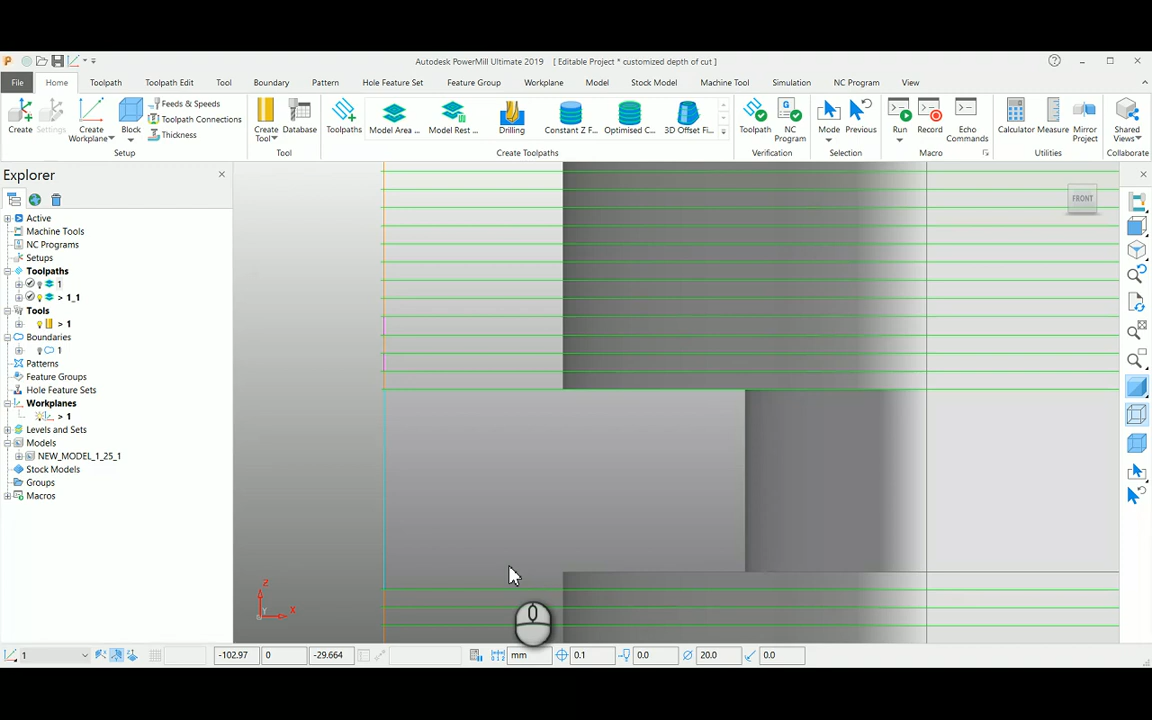 Autodesk PowerMill Ultimate 2019 [ Editable Project * customized depth of cut ]
File Home Toolpath Toolpath Edit Tool Boundary Pattern Hole Feature Set Feature Group Workplane Model Stock Model Machine Tool Simulation NC Program View
Create
Settings
Create Workplane
Block
Feeds & Speeds
Toolpath Connections
Thickness
Create Tool
Database
Toolpaths
Model Area ...
Model Rest ...
Drilling
Constant Z F...
Optimised C...
3D Offset Fi...
Toolpath
NC Program
Mode
Previous
Run
Record
Echo Commands
Calculator
Measure
Mirror Project
Shared Views
Setup Tool Create Toolpaths Verification Selection Macro Utilities Collaborate
Explorer
Active
Machine Tools
NC Programs
Setups
Toolpaths
1
> 1_1
Tools
> 1
Boundaries
1
Patterns
Feature Groups
Hole Feature Sets
Workplanes
> 1
Levels and Sets
Models
NEW_MODEL_1_25_1
Stock Models
Groups
Macros
FRONT
Z
Y
X
1 -102.97 0 -29.664 mm 0.1 0.0 20.0 0.0